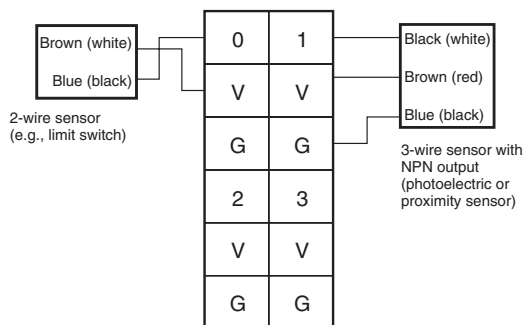 Brown (white)
Blue (black)
2-wire sensor
(e.g., limit switch)
0 1
V V
G G
2 3
V V
G G
Black (white)
Brown (red)
Blue (black)
3-wire sensor with
NPN output
(photoelectric or
proximity sensor)